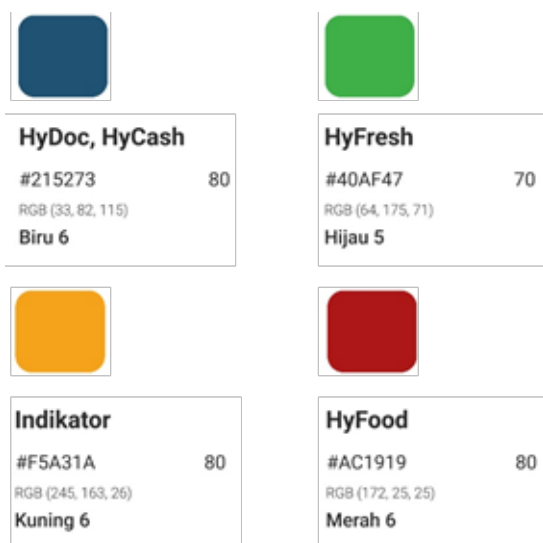 HyDoc, HyCash
#215273 80
RGB (33, 82, 115)
Biru 6
HyFresh
#40AF47 70
RGB (64, 175, 71)
Hijau 5
Indikator
#F5A31A 80
RGB (245, 163, 26)
Kuning 6
HyFood
#AC1919 80
RGB (172, 25, 25)
Merah 6